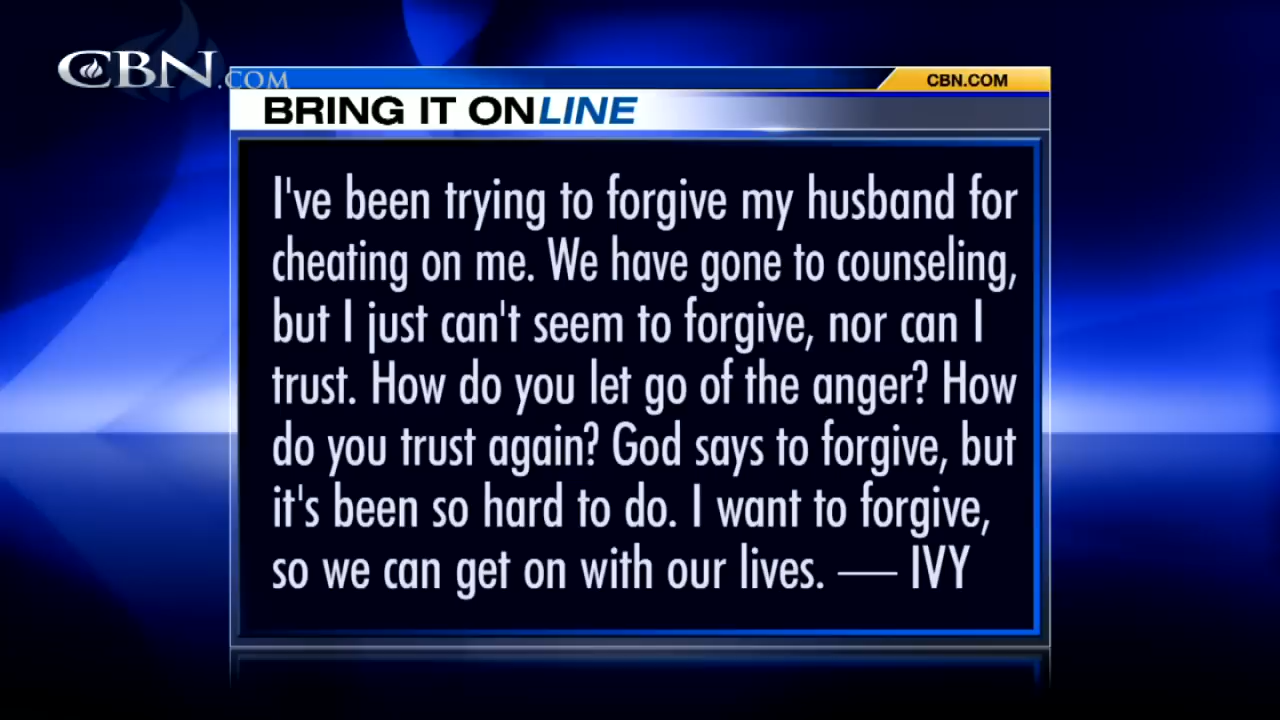 CBN.COM
CBN.COM
BRING IT ONLINE
I've been trying to forgive my husband for
cheating on me. We have gone to counseling,
but I just can't seem to forgive, nor can I
trust. How do you let go of the anger? How
do you trust again? God says to forgive, but
it's been so hard to do. I want to forgive,
so we can get on with our lives. — IVY